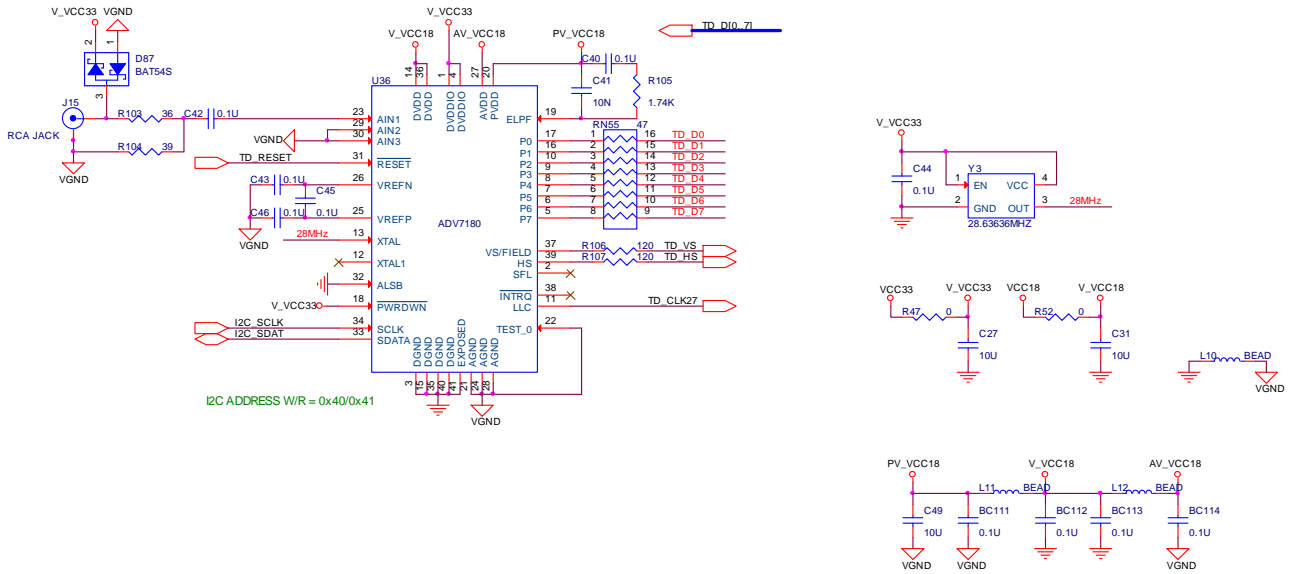 V_VCC33 VGND
2 1
D87
BAT54S
3
J15
RCA JACK
VGND
R103 36
R104 39
C42 0.1U
VGND
TD_RESET
C43 0.1U
C45
0.1U
C46 0.1U
VGND
28MHz
V_VCC33
I2C_SCLK
I2C_SDAT
I2C ADDRESS W/R = 0x40/0x41
V_VCC33
V_VCC18 AV_VCC18 PV_VCC18
14 36 1 4 27 20
U36
DVDD DVDD DVDDIO DVDDIO AVDD PVDD
ADV7180
23 AIN1
29 AIN2
30 AIN3
31 RESET
26 VREFN
25 VREFP
13 XTAL
12 XTAL1
32 ALSB
18 PWRDWN
34 SCLK
33 SDATA
ELPF 19
P0 17
P1 16
P2 10
P3 9
P4 8
P5 7
P6 6
P7 5
VS/FIELD 37
HS 39
SFL 2
INTRQ 38
LLC 11
TEST_0 22
DGND DGND DGND DGND EXPOSED AGND AGND AGND
3 15 35 40 41 21 24 28
VGND
C40 0.1U
C41
10N
R105
1.74K
RN55 47
1 16 TD_D0
2 15 TD_D1
3 14 TD_D2
4 13 TD_D3
5 12 TD_D4
6 11 TD_D5
7 10 TD_D6
8 9 TD_D7
R106 120 TD_VS
R107 120 TD_HS
TD_CLK27
TD_D[0..7]
V_VCC33
C44
0.1U
Y3
1 EN VCC 4
2 GND OUT 3
28.63636MHZ
28MHz
VCC33 V_VCC33
R47 0
C27
10U
VCC18 V_VCC18
R52 0
C31
10U
L10 BEAD
VGND
PV_VCC18 V_VCC18 AV_VCC18
L11 BEAD L12 BEAD
C49 BC111 BC112 BC113 BC114
10U 0.1U 0.1U 0.1U 0.1U
VGND VGND VGND